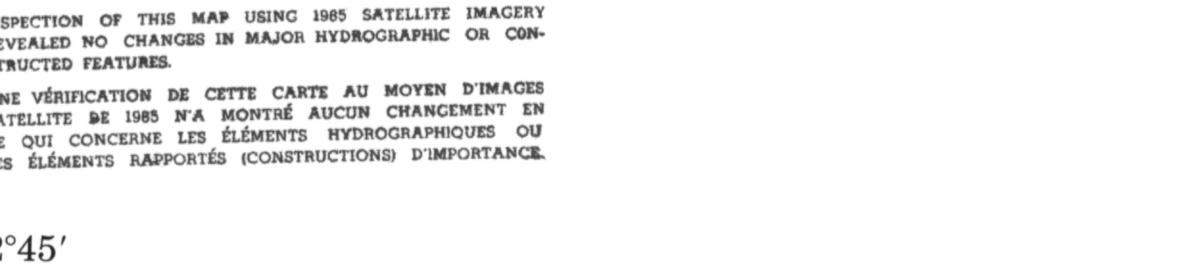 SPECTION OF THIS MAP USING 1985 SATELLITE IMAGERY
EVEALED NO CHANGES IN MAJOR HYDROGRAPHIC OR CON-
TRUCTED FEATURES.
NE VÉRIFICATION DE CETTE CARTE AU MOYEN D'IMAGES
ATELLITE DE 1985 N'A MONTRÉ AUCUN CHANGEMENT EN
E QUI CONCERNE LES ÉLÉMENTS HYDROGRAPHIQUES OU
ES ÉLÉMENTS RAPPORTÉS (CONSTRUCTIONS) D'IMPORTANCE.
2°45′